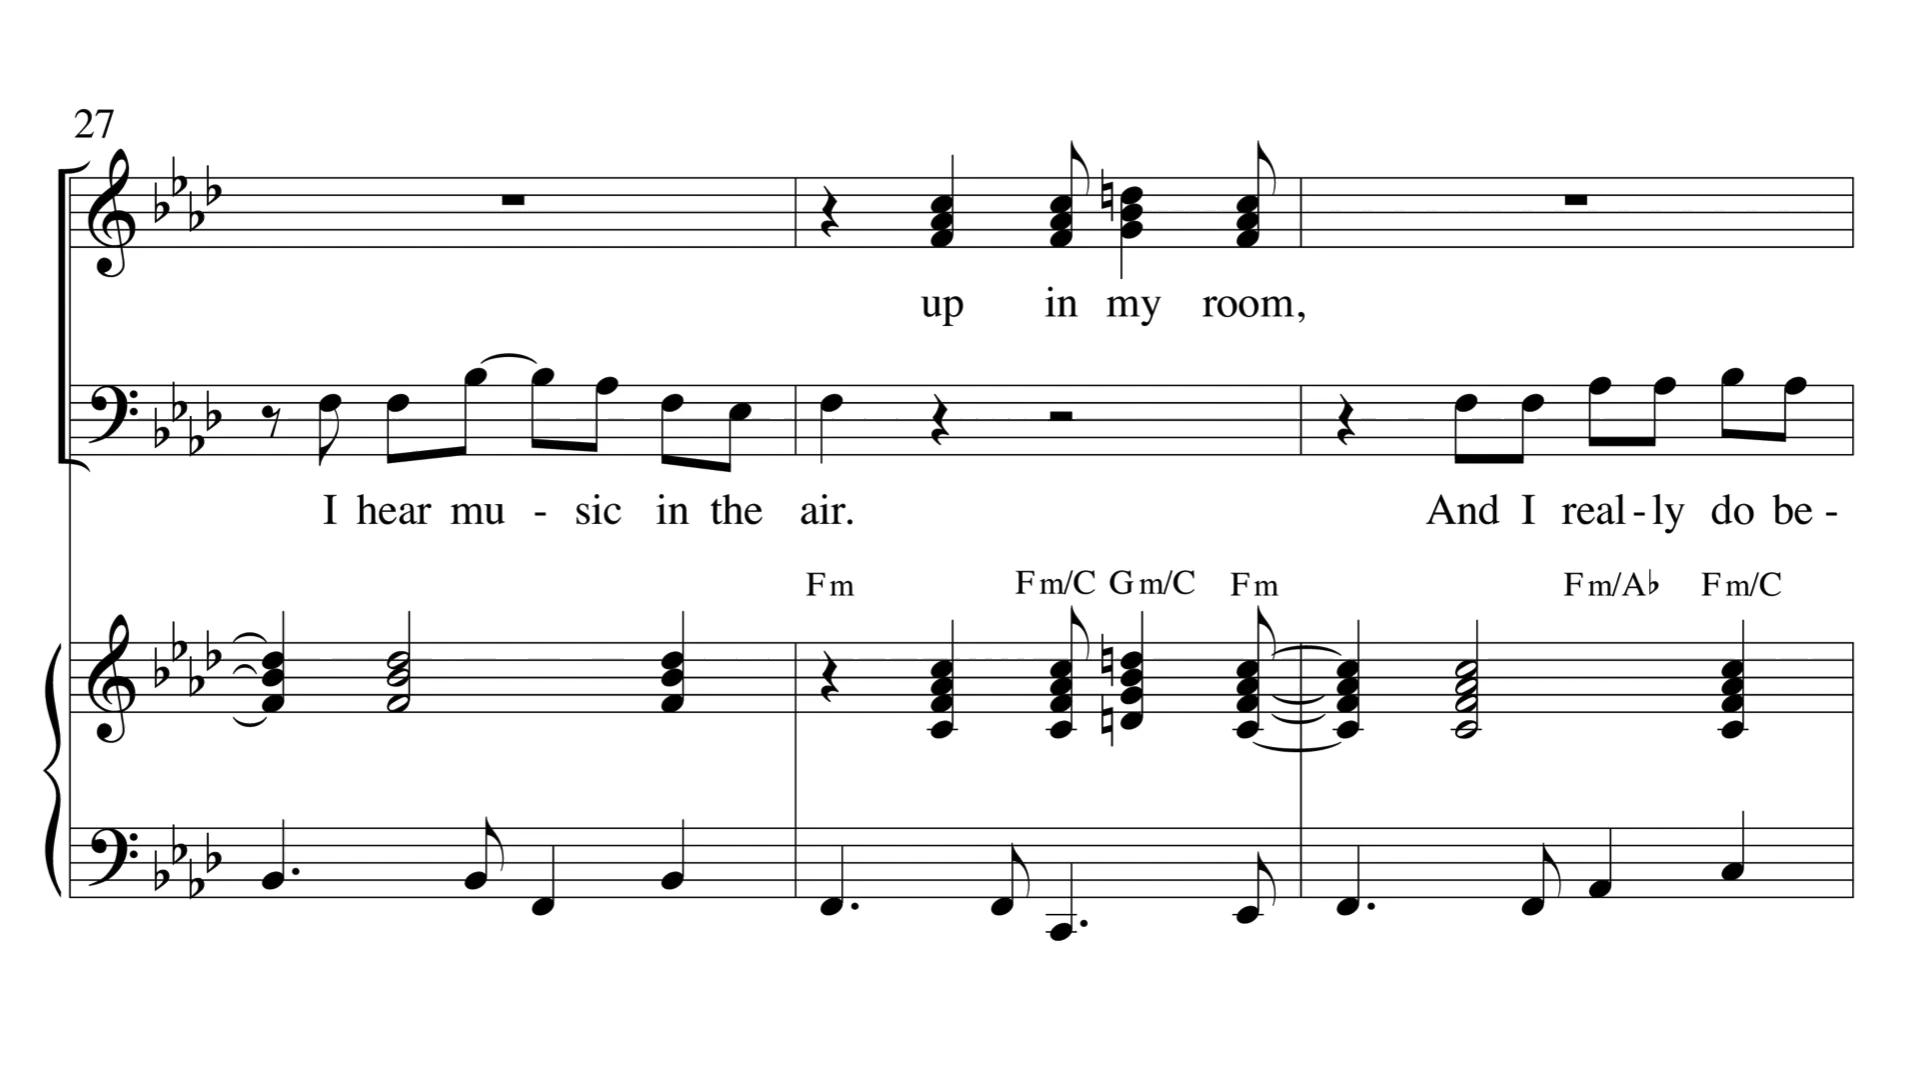 27
up in my room,
I hear mu - sic in the air. And I real - ly do be -
Fm Fm/C Gm/C Fm Fm/A♭ Fm/C